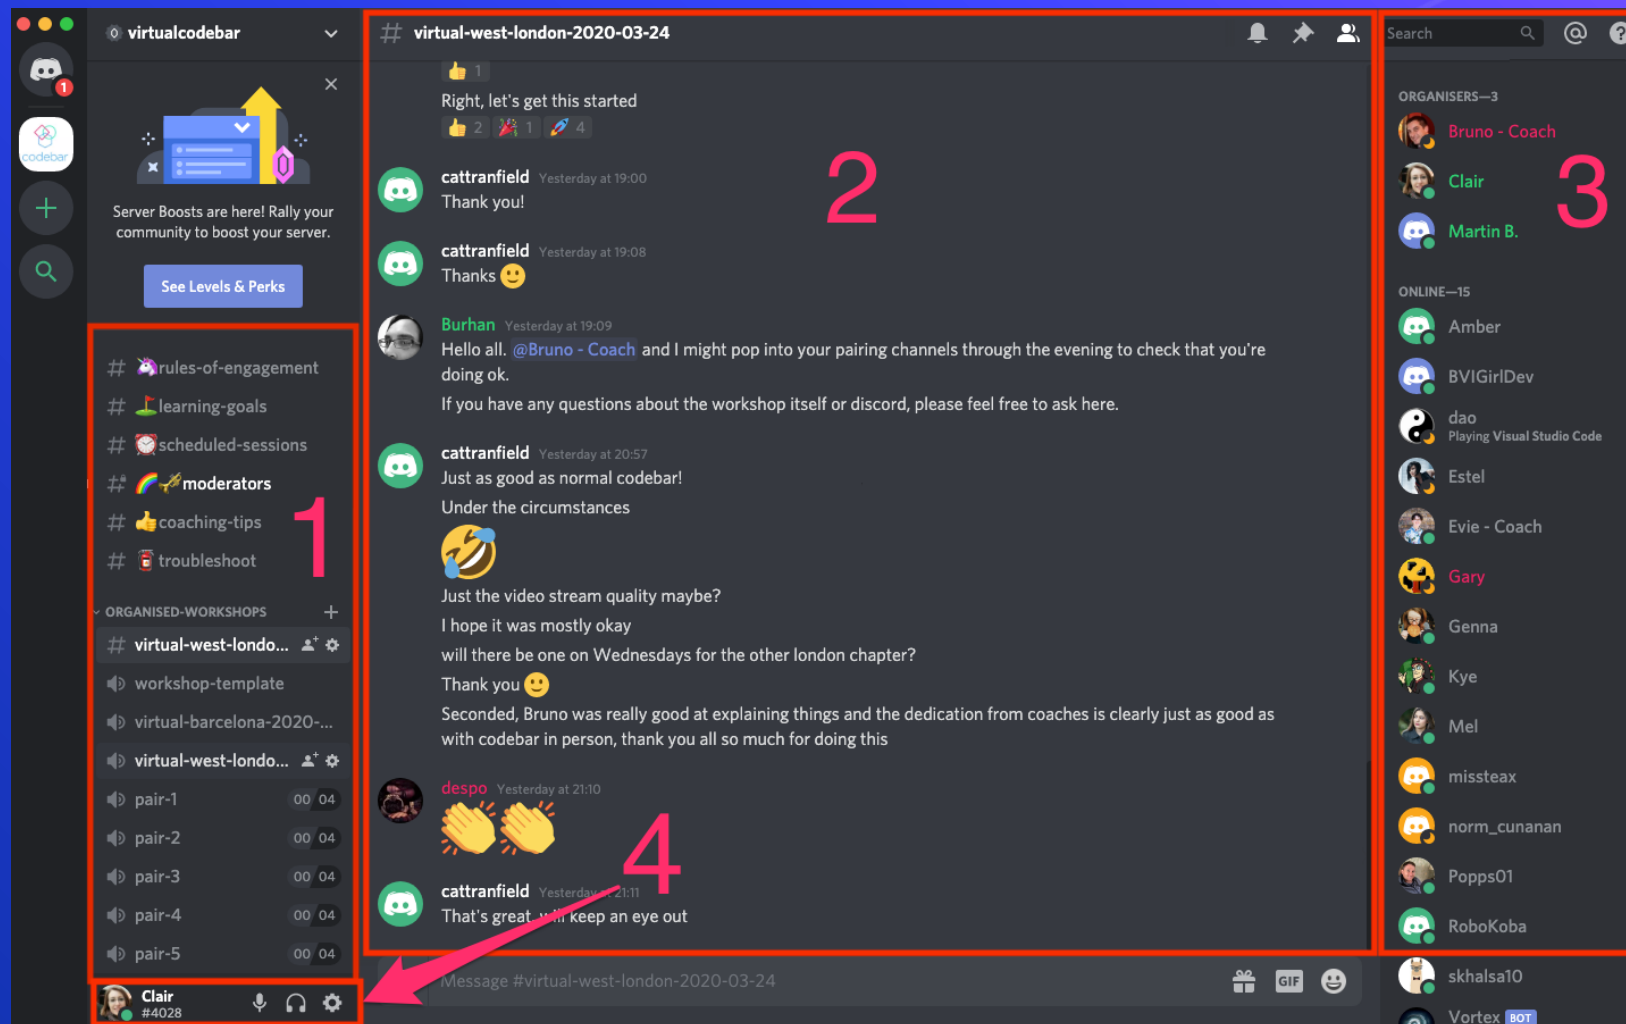 1
codebar
virtualcodebar
Server Boosts are here! Rally your
community to boost your server.
See Levels & Perks
rules-of-engagement
learning-goals
scheduled-sessions
moderators
coaching-tips
troubleshoot
1
ORGANISED-WORKSHOPS
virtual-west-londo...
workshop-template
virtual-barcelona-2020-...
virtual-west-londo...
pair-1 00 04
pair-2 00 04
pair-3 00 04
pair-4 00 04
pair-5 00 04
Clair
#4028
# virtual-west-london-2020-03-24
1
Right, let's get this started
2 1 4
2
cattranfield Yesterday at 19:00
Thank you!
cattranfield Yesterday at 19:08
Thanks
Burhan Yesterday at 19:09
Hello all. @Bruno - Coach and I might pop into your pairing channels through the evening to check that you're
doing ok.
If you have any questions about the workshop itself or discord, please feel free to ask here.
cattranfield Yesterday at 20:57
Just as good as normal codebar!
Under the circumstances
Just the video stream quality maybe?
I hope it was mostly okay
will there be one on Wednesdays for the other london chapter?
Thank you
Seconded, Bruno was really good at explaining things and the dedication from coaches is clearly just as good as
with codebar in person, thank you all so much for doing this
despo Yesterday at 21:10
4
cattranfield Yesterday at 21:11
That's great, will keep an eye out
Message #virtual-west-london-2020-03-24
GIF
Search
ORGANISERS—3
Bruno - Coach
Clair
3
Martin B.
ONLINE—15
Amber
BVIGirlDev
dao
Playing Visual Studio Code
Estel
Evie - Coach
Gary
Genna
Kye
Mel
missteax
norm_cunanan
Popps01
RoboKoba
skhalsa10
Vortex BOT